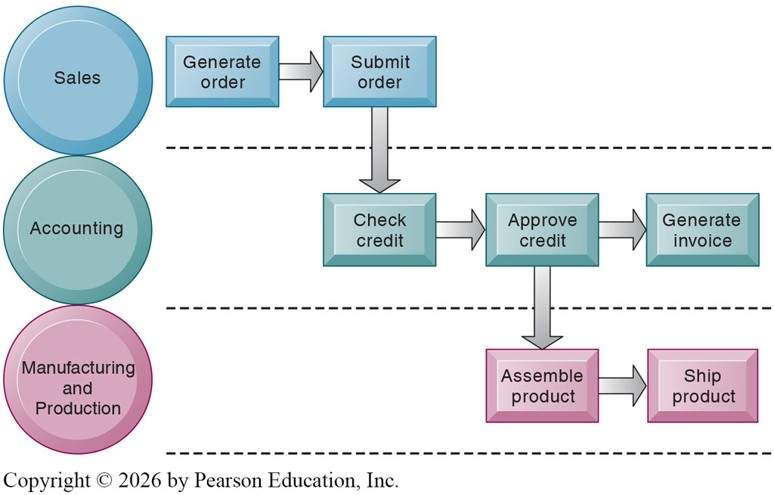 Sales
Generate
order
Submit
order
Accounting
Check
credit
Approve
credit
Generate
invoice
Manufacturing
and
Production
Assemble
product
Ship
product
Copyright © 2026 by Pearson Education, Inc.